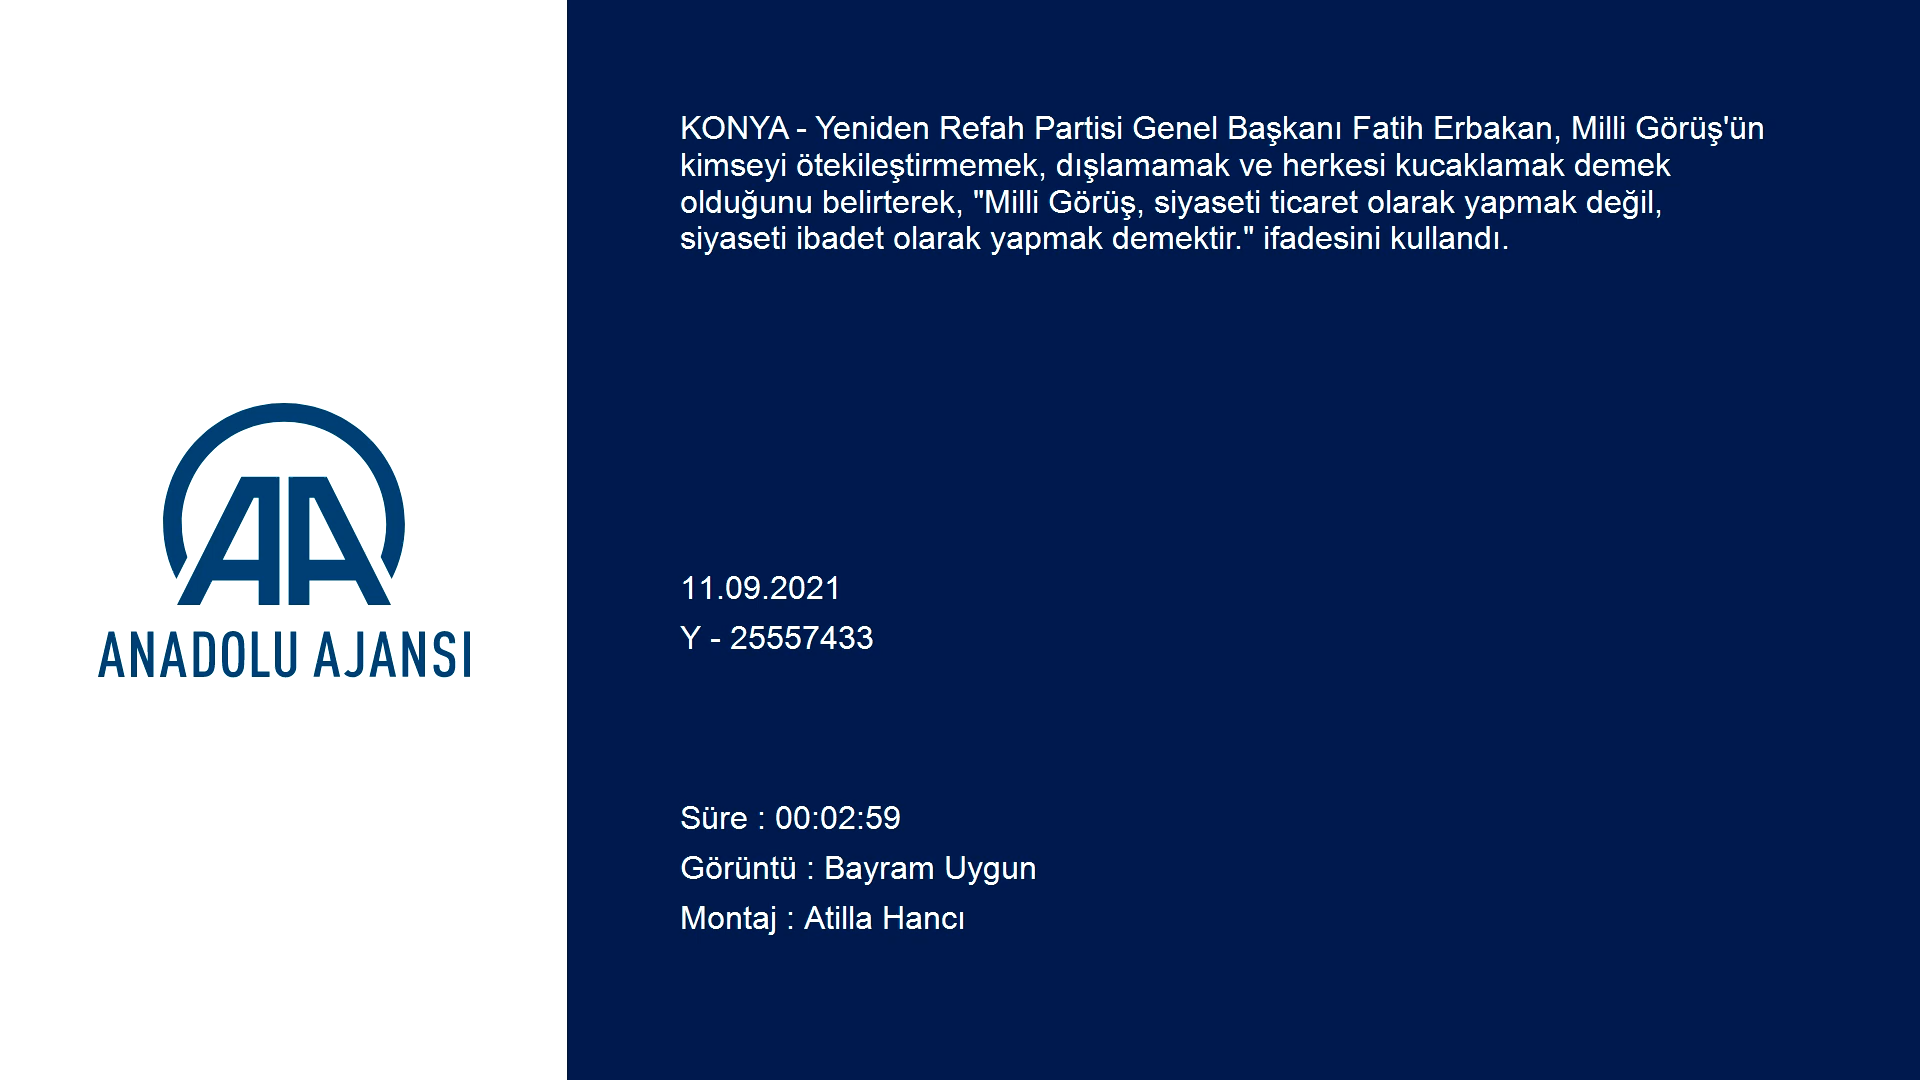 KONYA - Yeniden Refah Partisi Genel Başkanı Fatih Erbakan, Milli Görüş'ün
kimseyi ötekileştirmemek, dışlamamak ve herkesi kucaklamak demek
olduğunu belirterek, "Milli Görüş, siyaseti ticaret olarak yapmak değil,
siyaseti ibadet olarak yapmak demektir." ifadesini kullandı.
AA
ANADOLU AJANSI
11.09.2021
Y - 25557433
Süre : 00:02:59
Görüntü : Bayram Uygun
Montaj : Atilla Hancı